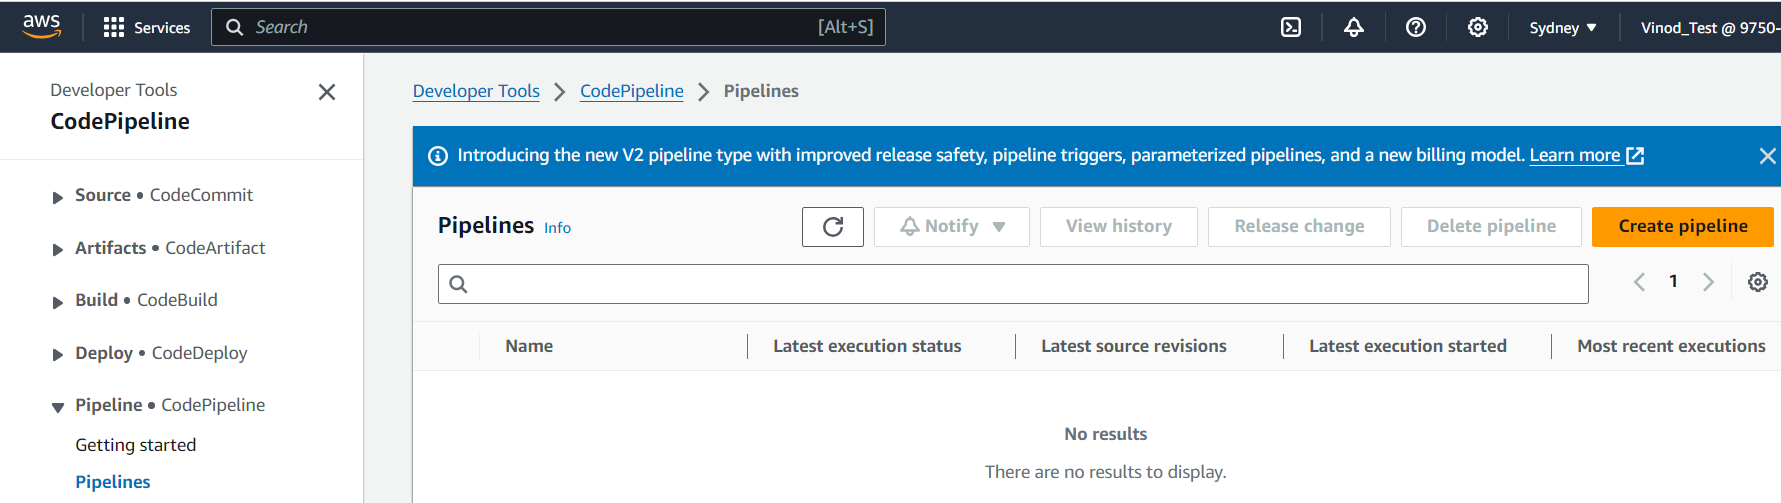 aws Services Search [Alt+S] Sydney Vinod_Test @ 9750-
Developer Tools
CodePipeline
Source • CodeCommit
Artifacts • CodeArtifact
Build • CodeBuild
Deploy • CodeDeploy
Pipeline • CodePipeline
Getting started
Pipelines
Developer Tools CodePipeline Pipelines
Introducing the new V2 pipeline type with improved release safety, pipeline triggers, parameterized pipelines, and a new billing model. Learn more
Pipelines Info Notify View history Release change Delete pipeline Create pipeline
1
Name Latest execution status Latest source revisions Latest execution started Most recent executions
No results
There are no results to display.